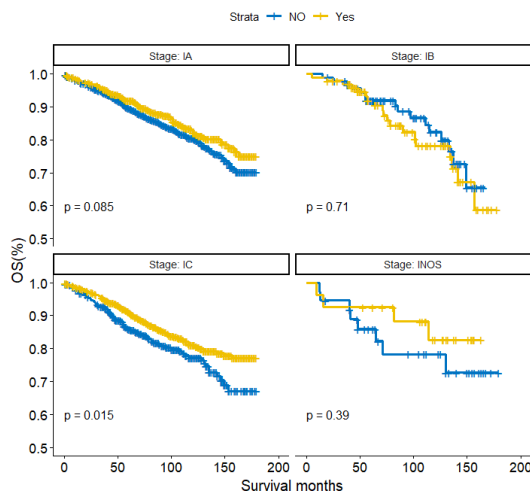 Strata NO Yes
Stage: IA
Stage: IB
1.0
0.9
0.8
0.7
0.6
0.5
p = 0.085
p = 0.71
OS(%)
Stage: IC
Stage: INOS
1.0
0.9
0.8
0.7
0.6
0.5
p = 0.015
p = 0.39
0 50 100 150 200 0 50 100 150 200
Survival months